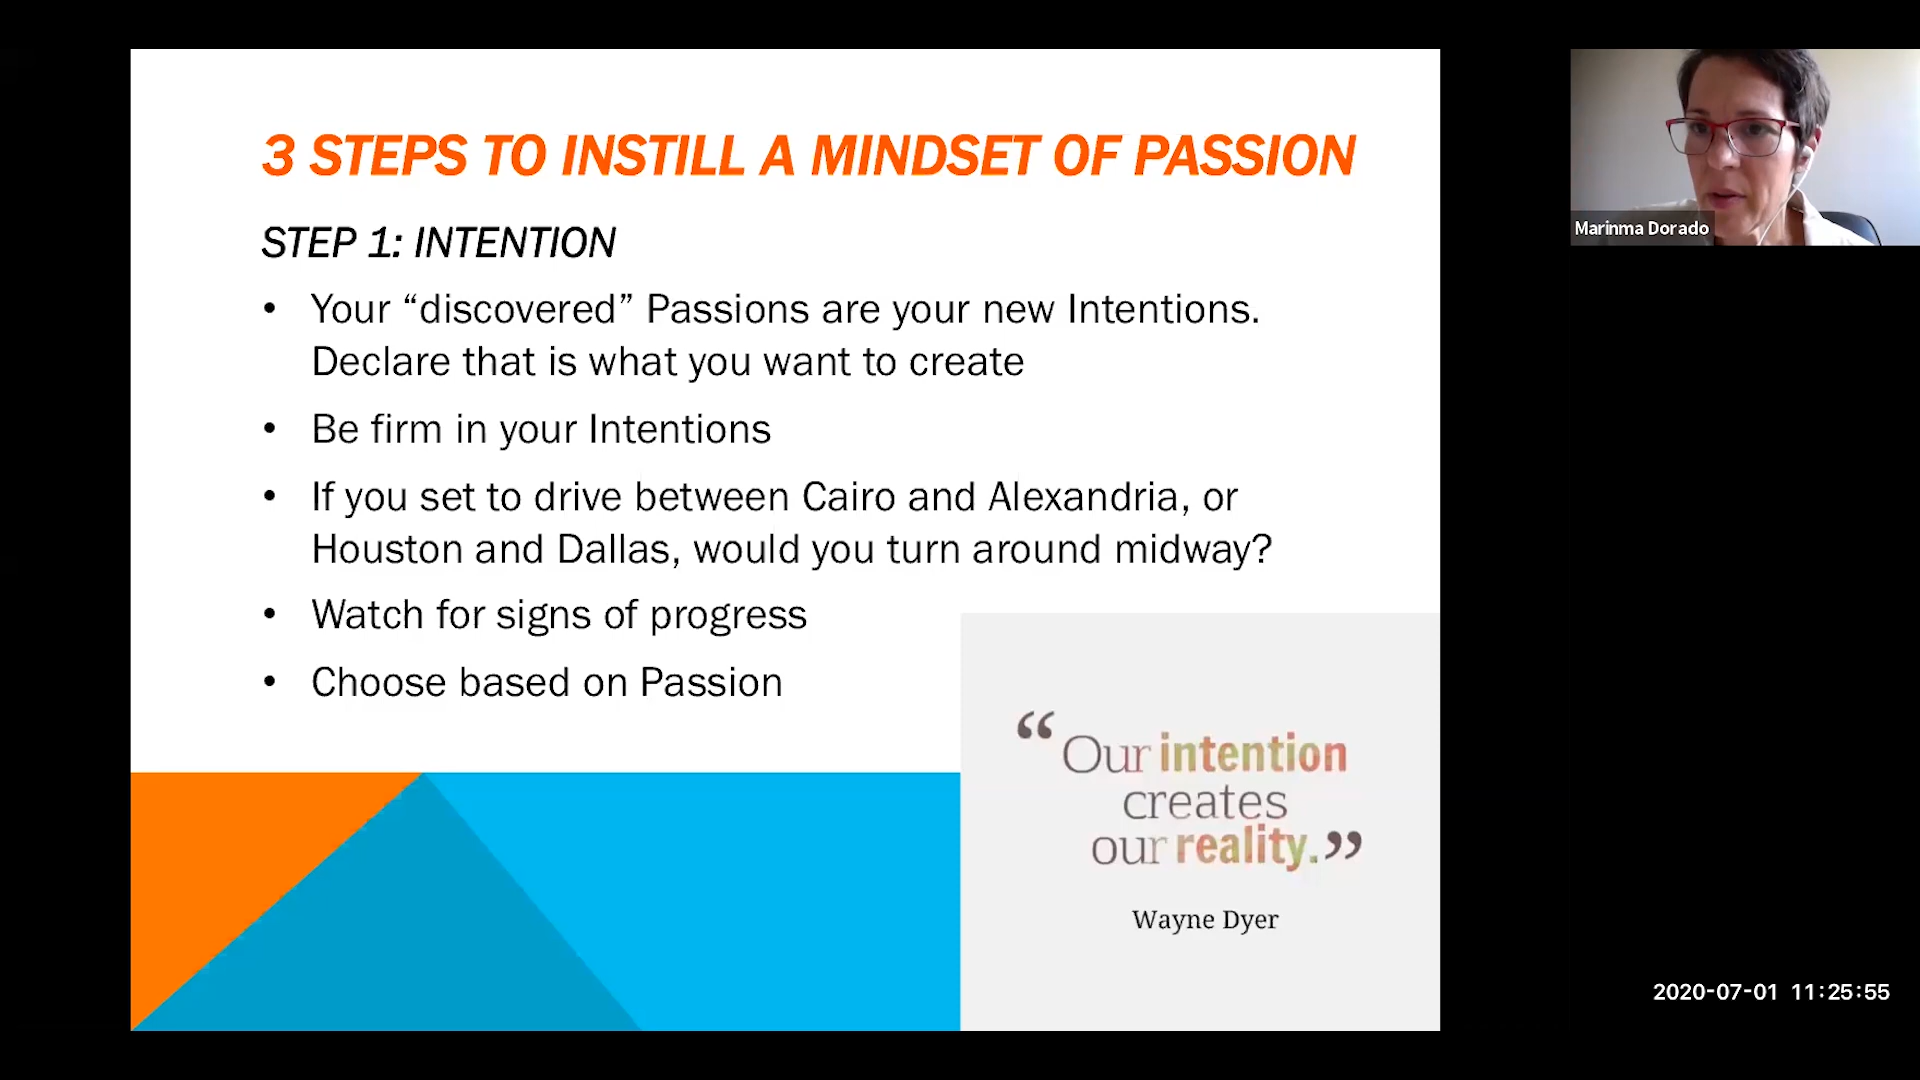 3 STEPS TO INSTILL A MINDSET OF PASSION
STEP 1: INTENTION
• Your “discovered” Passions are your new Intentions.
Declare that is what you want to create
• Be firm in your Intentions
• If you set to drive between Cairo and Alexandria, or
Houston and Dallas, would you turn around midway?
• Watch for signs of progress
• Choose based on Passion
“Our intention
creates
our reality.”
Wayne Dyer
Marinma Dorado
2020-07-01 11:25:55